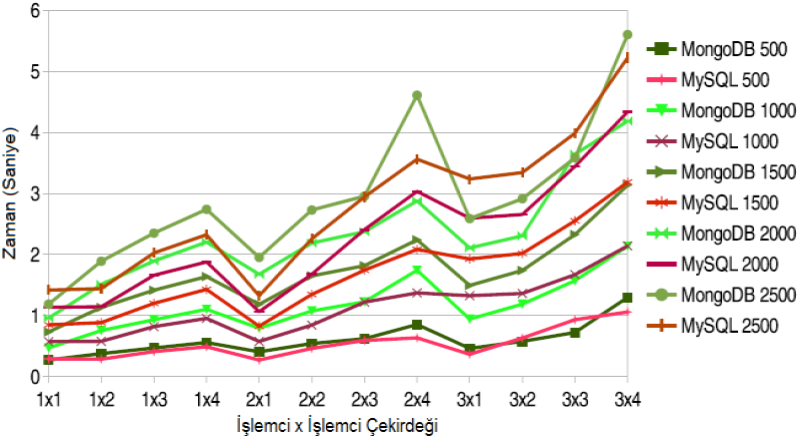 6
5
4
3
2
1
0
Zaman (Saniye)
1x1 1x2 1x3 1x4 2x1 2x2 2x3 2x4 3x1 3x2 3x3 3x4
İşlemci x İşlemci Çekirdeği
MongoDB 500
MySQL 500
MongoDB 1000
MySQL 1000
MongoDB 1500
MySQL 1500
MongoDB 2000
MySQL 2000
MongoDB 2500
MySQL 2500